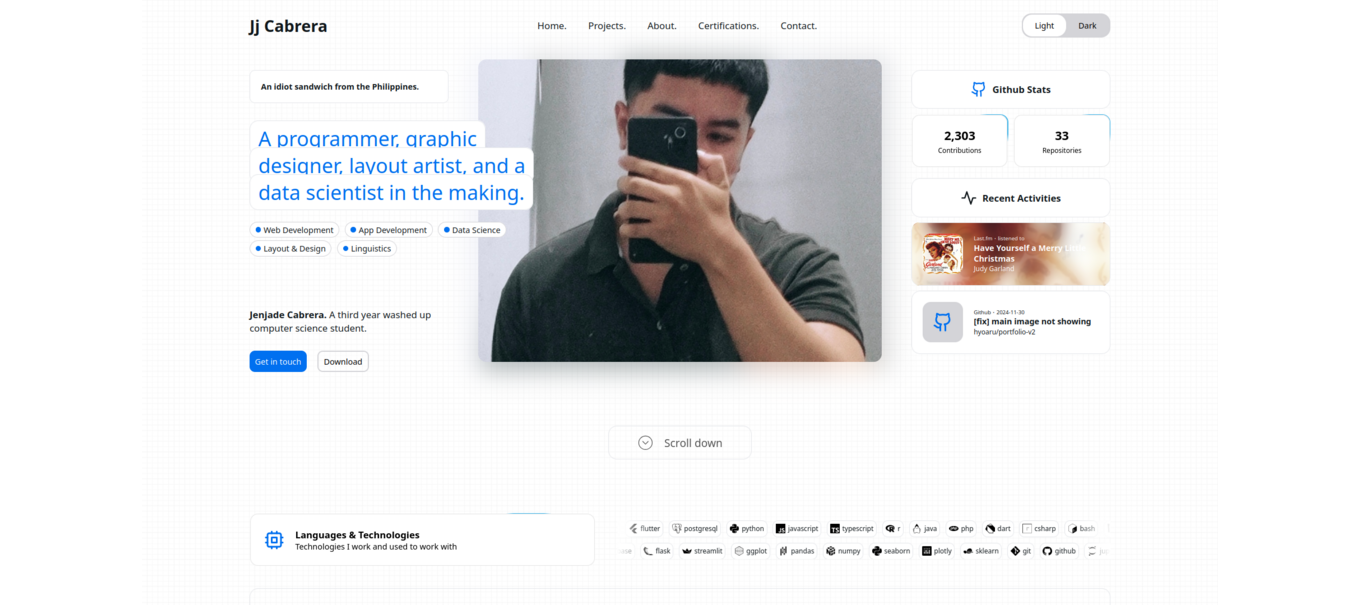 Jj Cabrera
Home.
Projects.
About.
Certifications.
Contact.
Light
Dark
An idiot sandwich from the Philippines.
A programmer, graphic
designer, layout artist, and a
data scientist in the making.
Web Development
App Development
Data Science
Layout & Design
Linguistics
Jenjade Cabrera. A third year washed up
computer science student.
Get in touch
Download
Github Stats
2,303
Contributions
33
Repositories
Recent Activities
Last.fm - listened to
Have Yourself a Merry Little
Christmas
Judy Garland
Github - 2024-11-30
[fix] main image not showing
hyoaru/portfolio-v2
Scroll down
Languages & Technologies
Technologies I work and used to work with
flutter
postgresql
python
javascript
typescript
r
java
php
dart
csharp
bash
flask
streamlit
ggplot
pandas
numpy
seaborn
plotly
sklearn
git
github